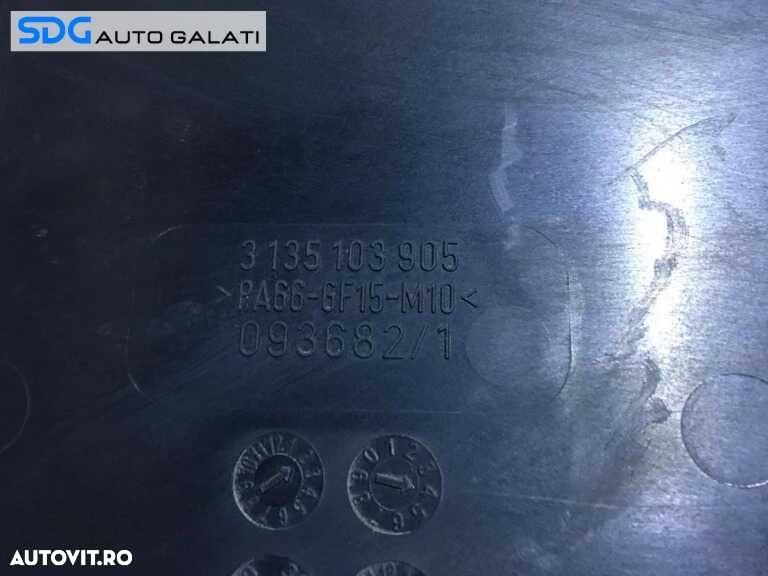 SDG AUTO GALATI
3 135 103 905
>PA66-GF15-M10<
093682/1
AUTOVIT.RO